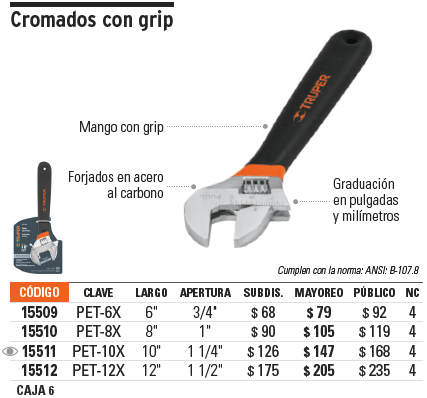 Cromados con grip
TRUPER
Mango con grip
Forjados en acero
al carbono
Graduación
en pulgadas
y milímetros
TRUPER
Cumplen con la norma: ANSI: B-107.8
CÓDIGO CLAVE LARGO APERTURA SUBDIS. MAYOREO PÚBLICO NC
15509 PET-6X 6" 3/4" $ 68 $ 79 $ 92 4
15510 PET-8X 8" 1" $ 90 $ 105 $ 119 4
15511 PET-10X 10" 1 1/4" $ 126 $ 147 $ 168 4
15512 PET-12X 12" 1 1/2" $ 175 $ 205 $ 235 4
CAJA 6